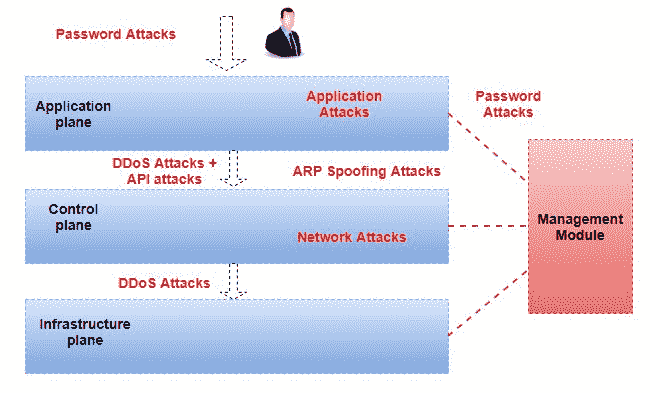 Password Attacks
Application
plane
Application
Attacks
Password
Attacks
DDoS Attacks +
API attacks
ARP Spoofing Attacks
Control
plane
Network Attacks
Management
Module
DDoS Attacks
Infrastructure
plane